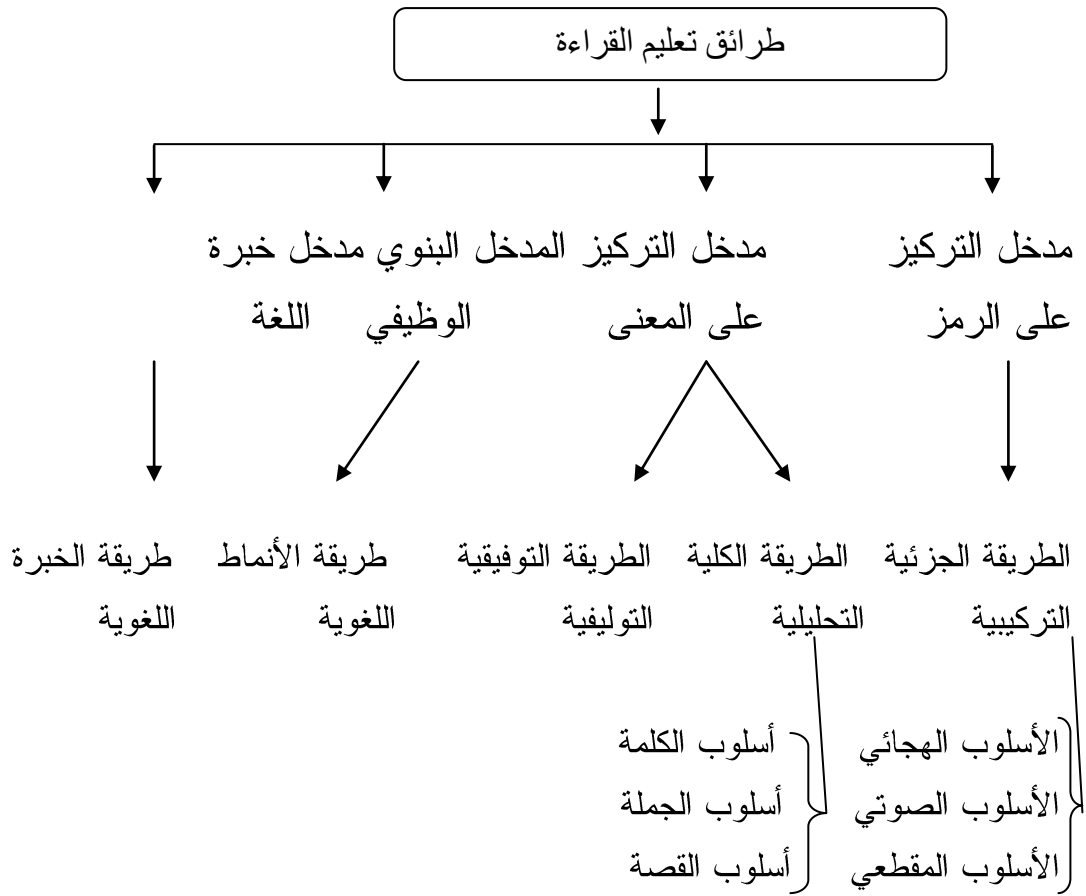 طرائق تعليم القراءة
مدخل التركيز
على الرمز
مدخل التركيز
على المعنى
المدخل البنوي
الوظيفي
مدخل خبرة
اللغة
الطريقة الجزئية
التركيبية
الطريقة الكلية
التحليلية
الطريقة التوفيقية
التوليفية
طريقة الأنماط
اللغوية
طريقة الخبرة
اللغوية
الأسلوب الهجائي
الأسلوب الصوتي
الأسلوب المقطعي
أسلوب الكلمة
أسلوب الجملة
أسلوب القصة